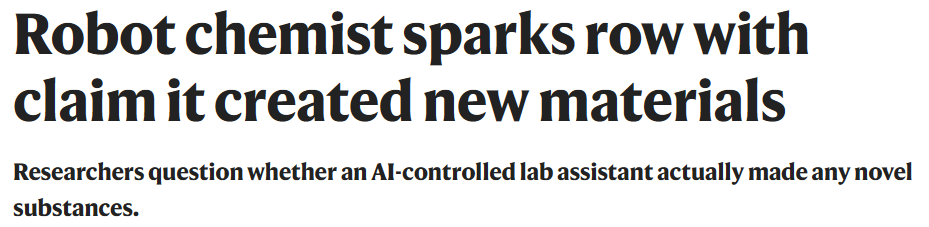 Robot chemist sparks row with
claim it created new materials
Researchers question whether an AI-controlled lab assistant actually made any novel
substances.